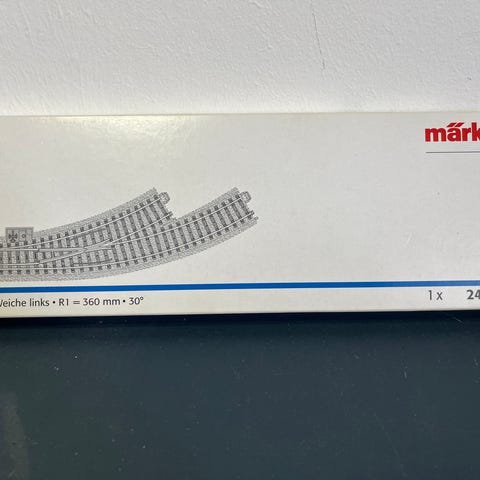 märk
Weiche links • R1 = 360 mm • 30°
1 x 24